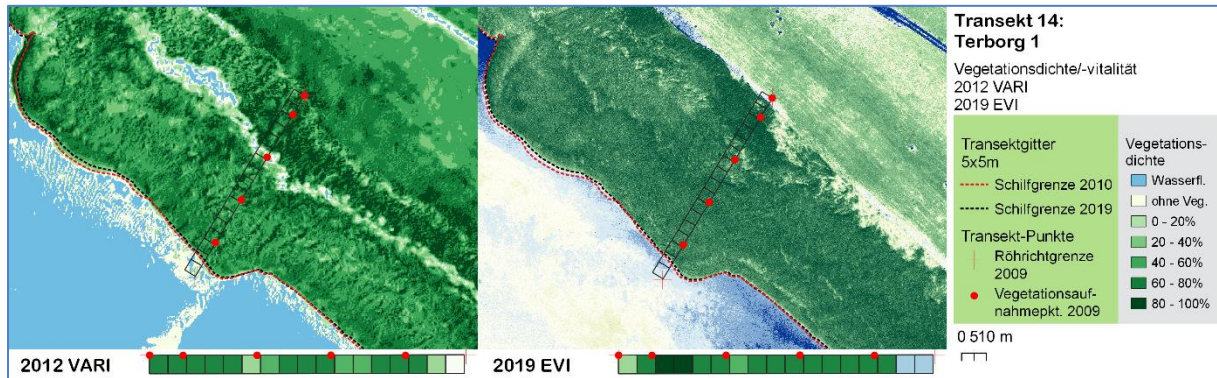 Transekt 14:
Terborg 1
Vegetationsdichte/-vitalität
2012 VARI
2019 EVI
Transektgitter
5x5m
Schilfgrenze 2010
Schilfgrenze 2019
Transekt-Punkte
Röhrichtgrenze
2009
Vegetationsauf-
nahmepkt. 2009
Vegetations-
dichte
Wasserfl.
ohne Veg.
0 - 20%
20 - 40%
40 - 60%
60 - 80%
80 - 100%
0 510 m
2012 VARI
2019 EVI